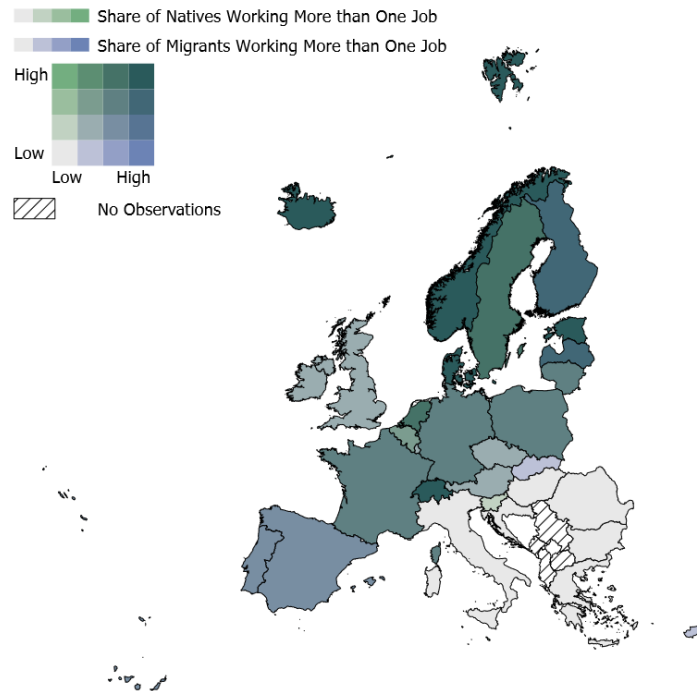 Share of Natives Working More than One Job
Share of Migrants Working More than One Job
High
Low
Low High
No Observations